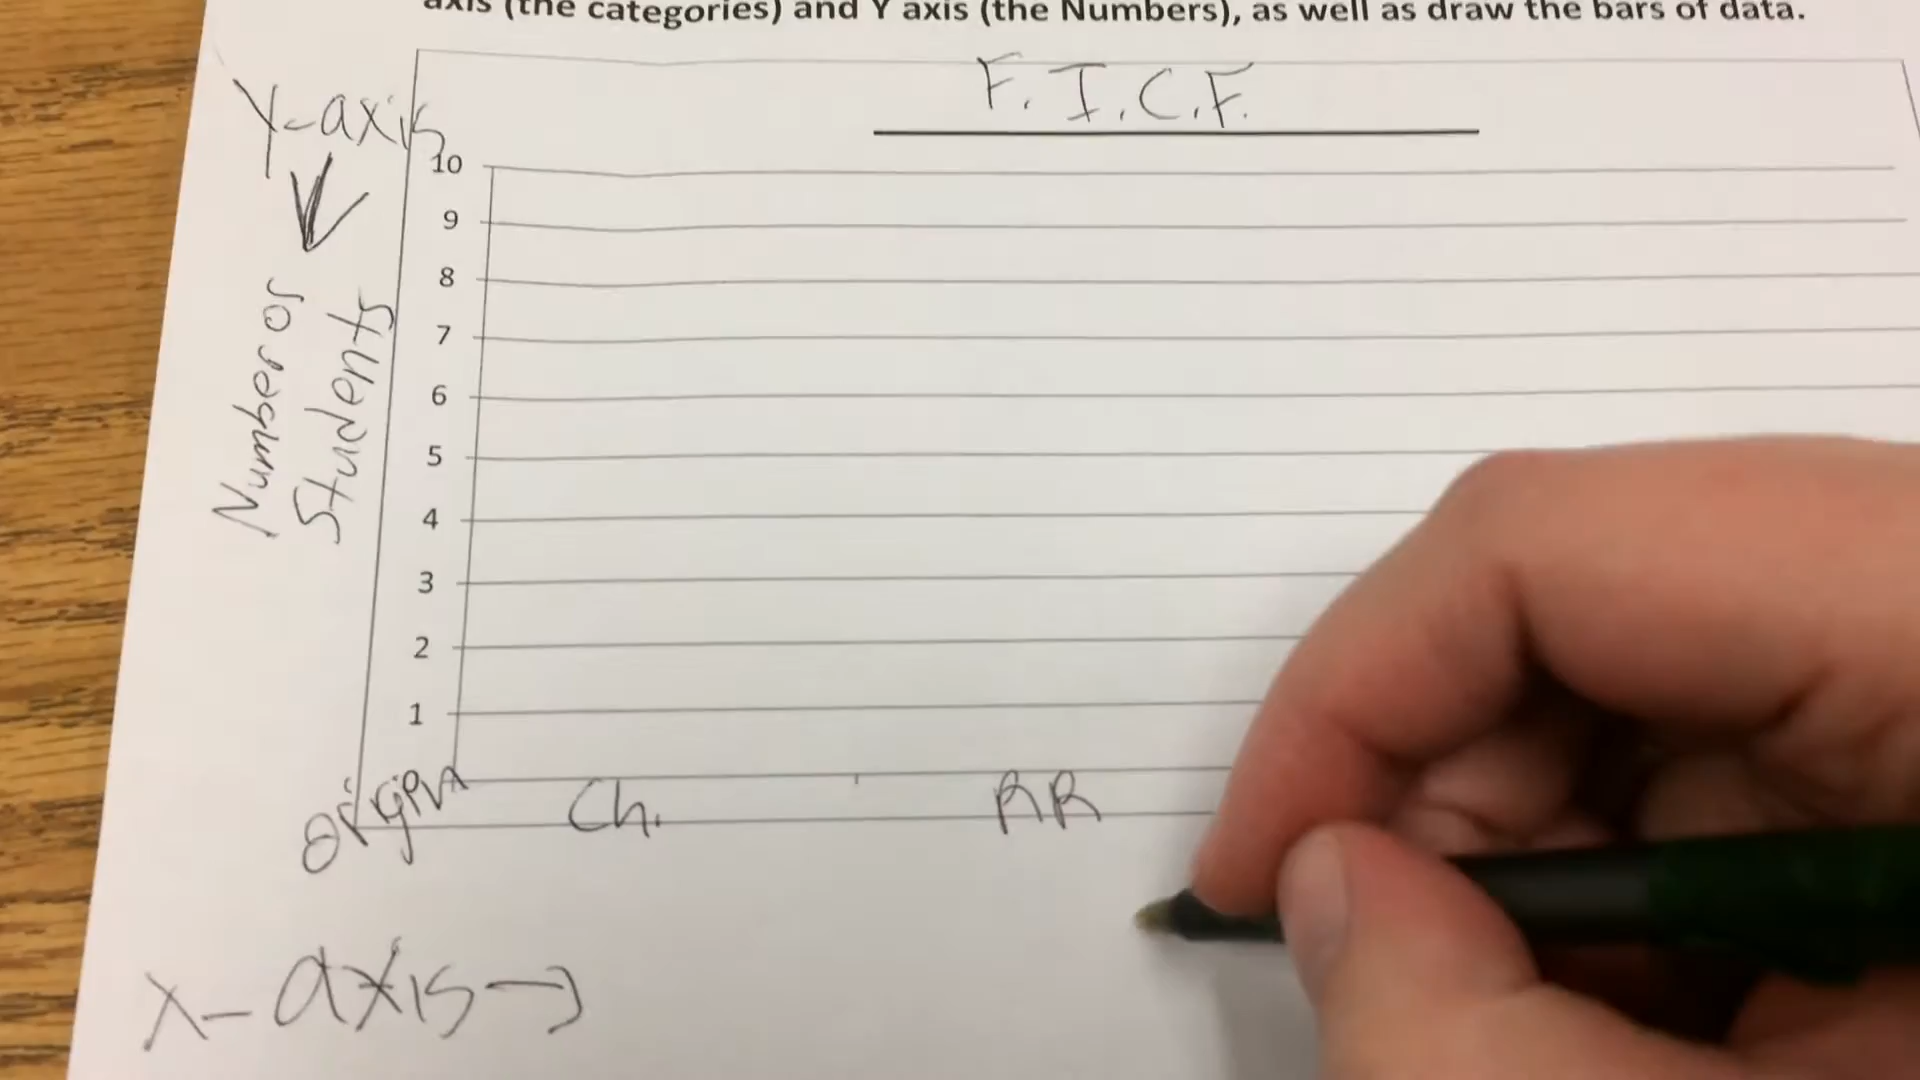 axis (the categories) and Y axis (the Numbers), as well as draw the bars of data.
F.I.C.F.
Y-axis
Numbers of
Students
10
9
8
7
6
5
4
3
2
1
Origin
Ch.
RR
X-axis →